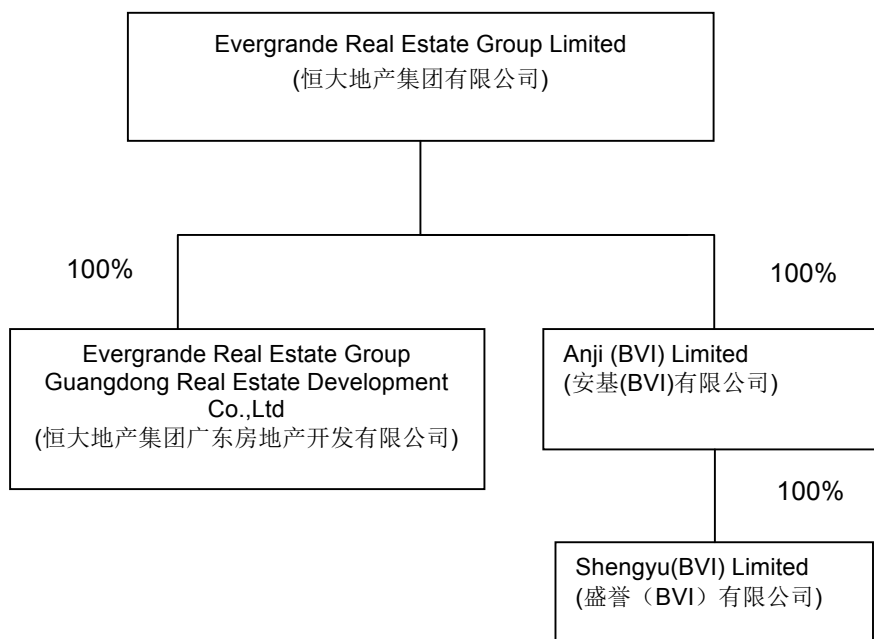 Evergrande Real Estate Group Limited
(恒大地产集团有限公司)
100%
100%
Evergrande Real Estate Group
Guangdong Real Estate Development
Co.,Ltd
(恒大地产集团广东房地产开发有限公司)
Anji (BVI) Limited
(安基(BVI)有限公司)
100%
Shengyu(BVI) Limited
(盛誉（BVI）有限公司)